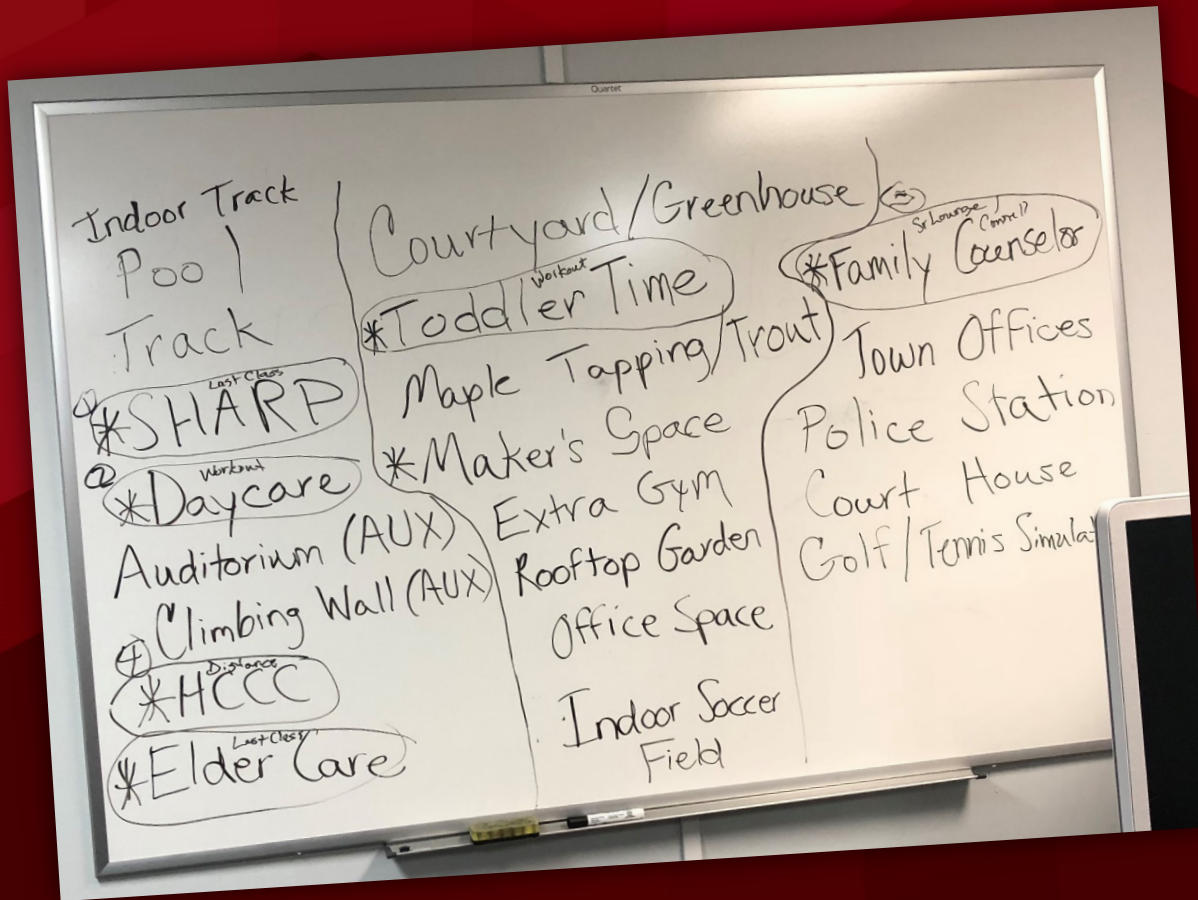 Quartet
Indoor Track
Pool
Track
1
Last Class
*SHARP
2
Workout
*Daycare
Auditorium (AUX)
Climbing Wall (AUX)
4
Distance
*HCCC
Last Class
*Elder Care
Courtyard/Greenhouse
Workout
*Toddler Time
Maple Tapping/Trout
*Maker's Space
Extra Gym
Rooftop Garden
Office Space
Indoor Soccer
Field
Sr Lounge
*Family Counselor
Town Offices
Police Station
Court House
Golf/Tennis Simulat